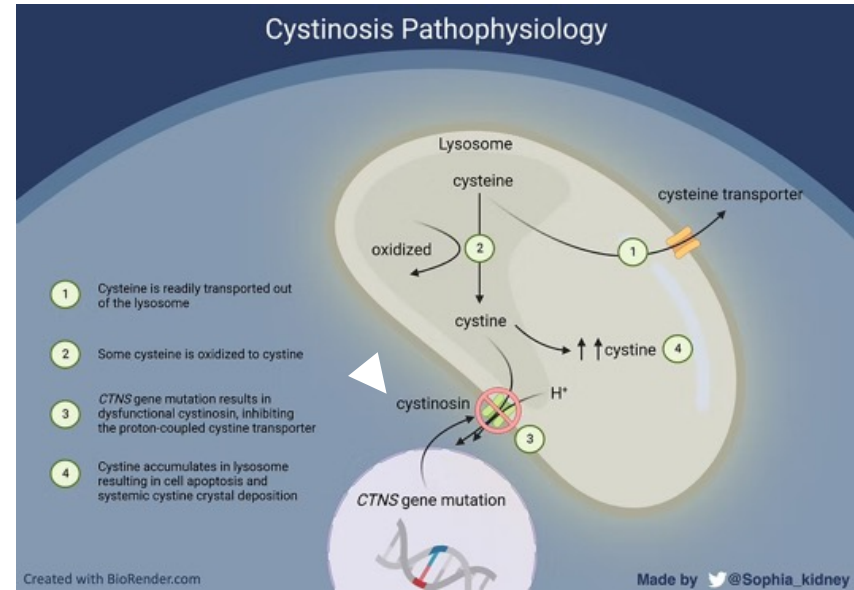 Cystinosis Pathophysiology
Lysosome
cysteine
cysteine transporter
oxidized
2
1
cystine
↑ ↑ cystine
4
cystinosin
H+
3
CTNS gene mutation
1
Cysteine is readily transported out
of the lysosome
2
Some cysteine is oxidized to cystine
3
CTNS gene mutation results in
dysfunctional cystinosin, inhibiting
the proton-coupled cystine transporter
4
Cystine accumulates in lysosome
resulting in cell apoptosis and
systemic cystine crystal deposition
Created with BioRender.com
Made by @Sophia_kidney